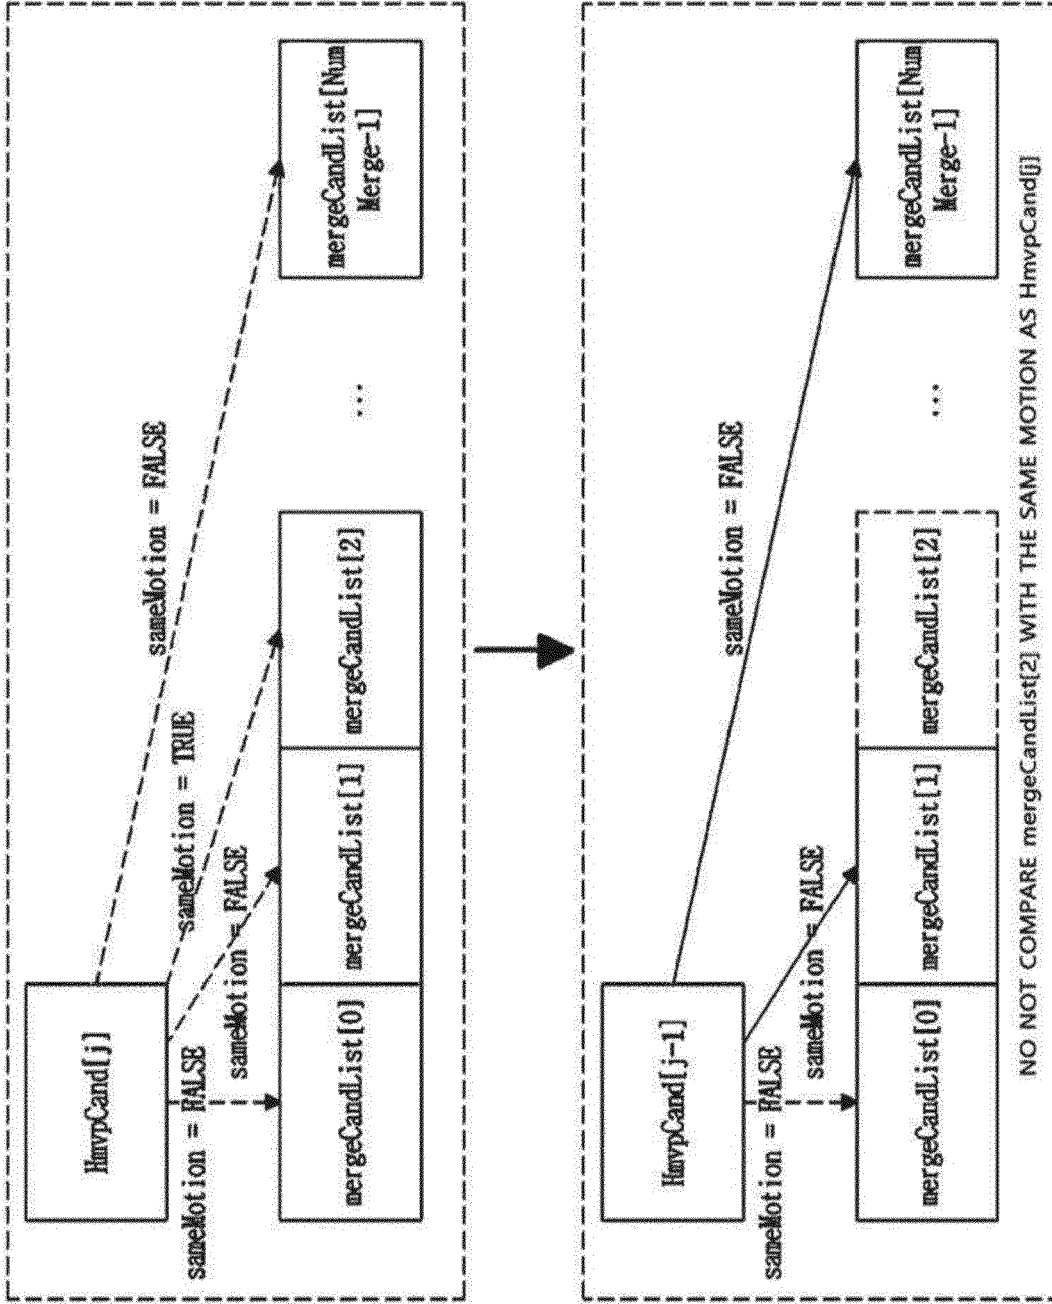 HmvpCand[j]
sameMotion = FALSE
sameMotion = FALSE
sameMotion = TRUE
sameMotion = FALSE
mergeCandList[0]
mergeCandList[1]
mergeCandList[2]
...
mergeCandList[Num
Merge-1]
HmvpCand[j-1]
sameMotion = FALSE
sameMotion = FALSE
sameMotion = FALSE
mergeCandList[0]
mergeCandList[1]
mergeCandList[2]
...
mergeCandList[Num
Merge-1]
NO NOT COMPARE mergeCandList[2] WITH THE SAME MOTION AS HmvpCand[j]